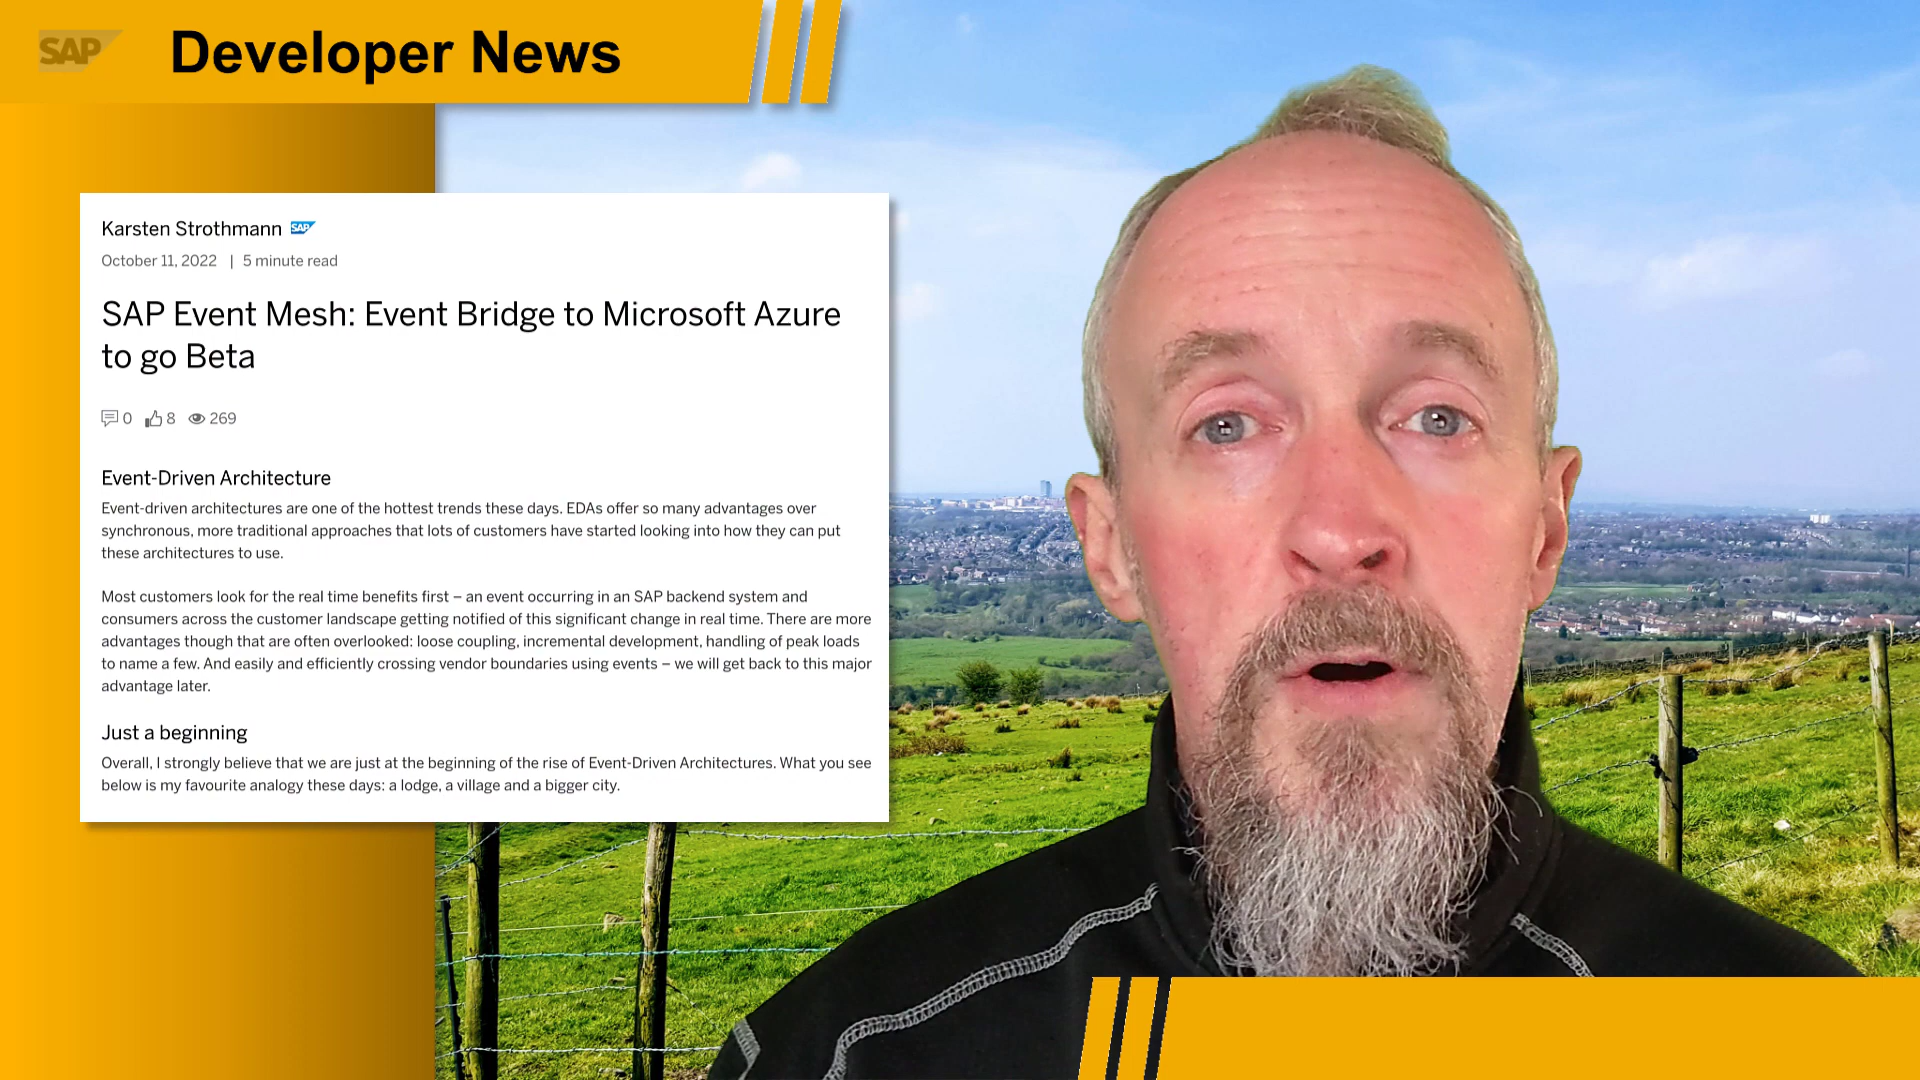 SAP Developer News
Karsten Strothmann SAP
October 11, 2022 | 5 minute read
SAP Event Mesh: Event Bridge to Microsoft Azure
to go Beta
0 8 269
Event-Driven Architecture
Event-driven architectures are one of the hottest trends these days. EDAs offer so many advantages over
synchronous, more traditional approaches that lots of customers have started looking into how they can put
these architectures to use.
Most customers look for the real time benefits first – an event occurring in an SAP backend system and
consumers across the customer landscape getting notified of this significant change in real time. There are more
advantages though that are often overlooked: loose coupling, incremental development, handling of peak loads
to name a few. And easily and efficiently crossing vendor boundaries using events – we will get back to this major
advantage later.
Just a beginning
Overall, I strongly believe that we are just at the beginning of the rise of Event-Driven Architectures. What you see
below is my favourite analogy these days: a lodge, a village and a bigger city.